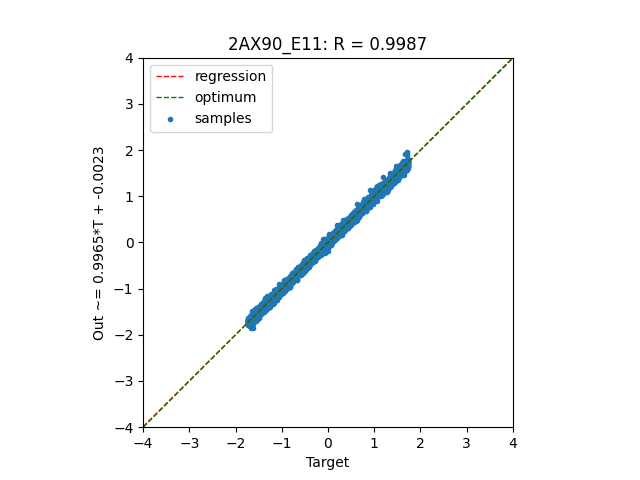 2AX90_E11: R = 0.9987
regression
optimum
samples
4
3
2
1
0
−1
−2
−3
−4
Out ~= 0.9965*T + -0.0023
−4 −3 −2 −1 0 1 2 3 4
Target